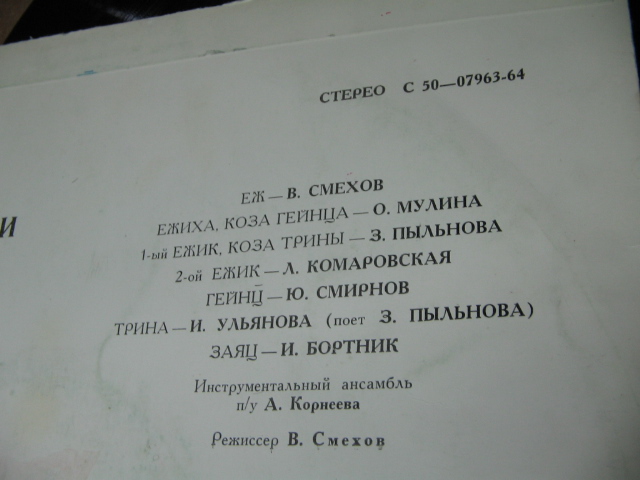 СТЕРЕО С 50—07963-64
И
ЕЖ — В. СМЕХОВ
ЕЖИХА, КОЗА ГЕЙНЦА — О. МУЛИНА
1-ый ЕЖИК, КОЗА ТРИНЫ — З. ПЫЛЬНОВА
2-ой ЕЖИК — Л. КОМАРОВСКАЯ
ГЕЙНЦ — Ю. СМИРНОВ
ТРИНА — И. УЛЬЯНОВА (поет З. ПЫЛЬНОВА)
ЗАЯЦ — И. БОРТНИК
Инструментальный ансамбль
п/у А. Корнеева
Режиссер В. Смехов